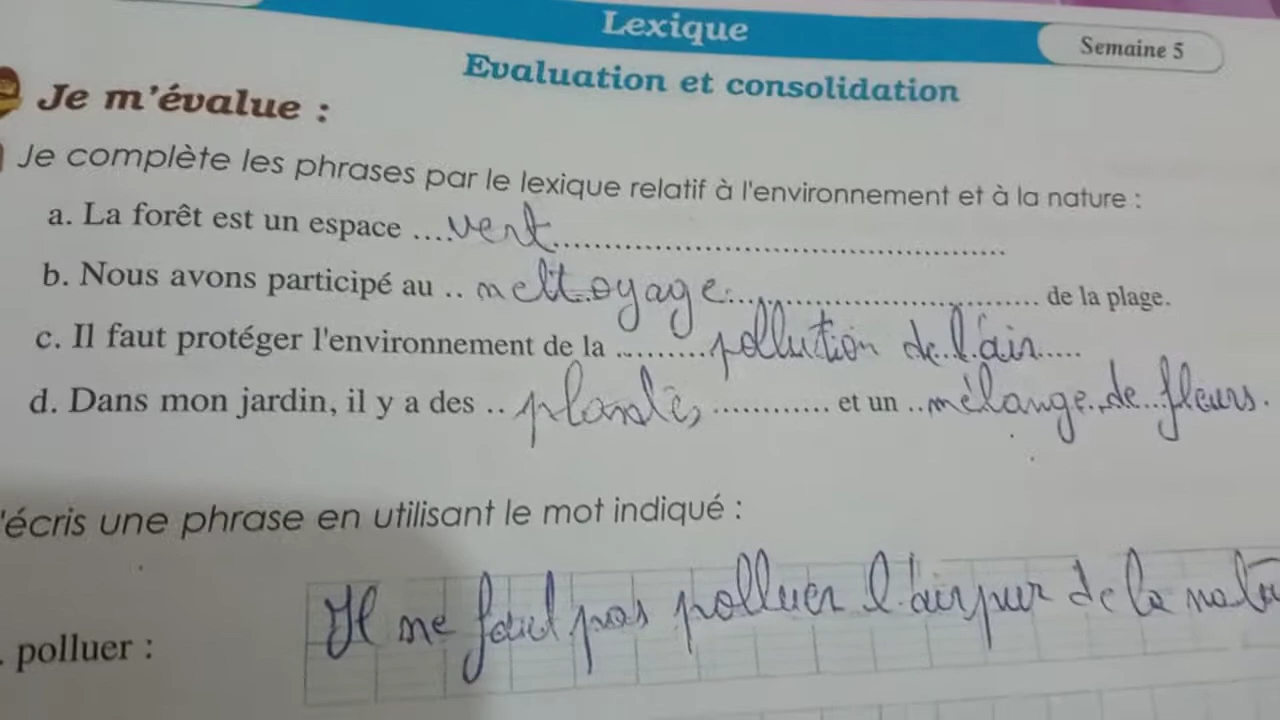 Lexique
Semaine 5
Evaluation et consolidation
Je m'évalue :
Je complète les phrases par le lexique relatif à l'environnement et à la nature :
a. La forêt est un espace ....vert..............................................
b. Nous avons participé au .. nettoyage................................... de la plage.
c. Il faut protéger l'environnement de la .........pollution de l'air.....
d. Dans mon jardin, il y a des .. plantes ............ et un ..mélange de fleurs.
'écris une phrase en utilisant le mot indiqué :
. polluer :
Il ne faut pas polluer l'air pur de la natu